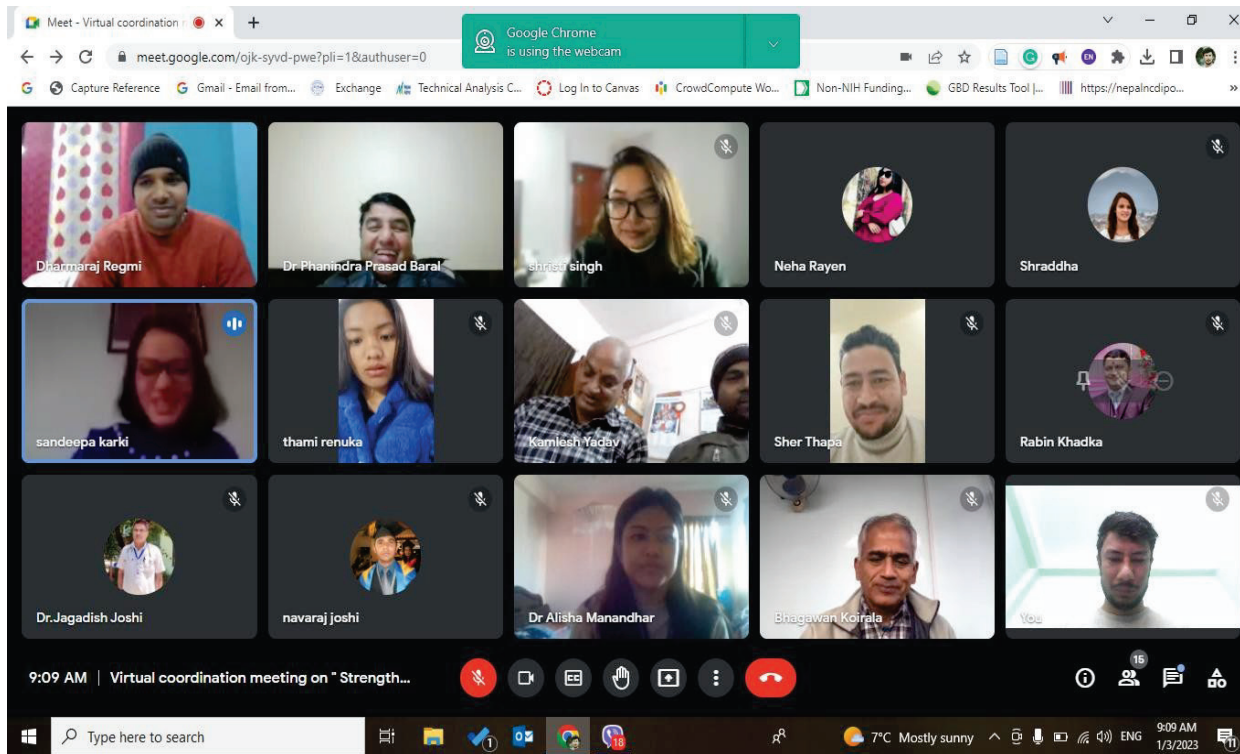 Meet - Virtual coordination
Google Chrome
is using the webcam
meet.google.com/ojk-syvd-pwe?pli=1&authuser=0
EN
Capture Reference
Gmail - Email from...
Exchange
Technical Analysis C...
Log In to Canvas
CrowdCompute Wo...
Non-NIH Funding...
GBD Results Tool |...
https://nepalncdipo...
»
Dharmaraj Regmi
Dr Phanindra Prasad Baral
shristi singh
Neha Rayen
Shraddha
sandeepa karki
thami renuka
Kamlesh Yadav
Sher Thapa
Rabin Khadka
Dr.Jagadish Joshi
navaraj joshi
Dr Alisha Manandhar
Bhagawan Koirala
You
9:09 AM | Virtual coordination meeting on " Strength...
CC
15
Type here to search
1
18
7°C Mostly sunny
ENG
9:09 AM
1/3/2023
11